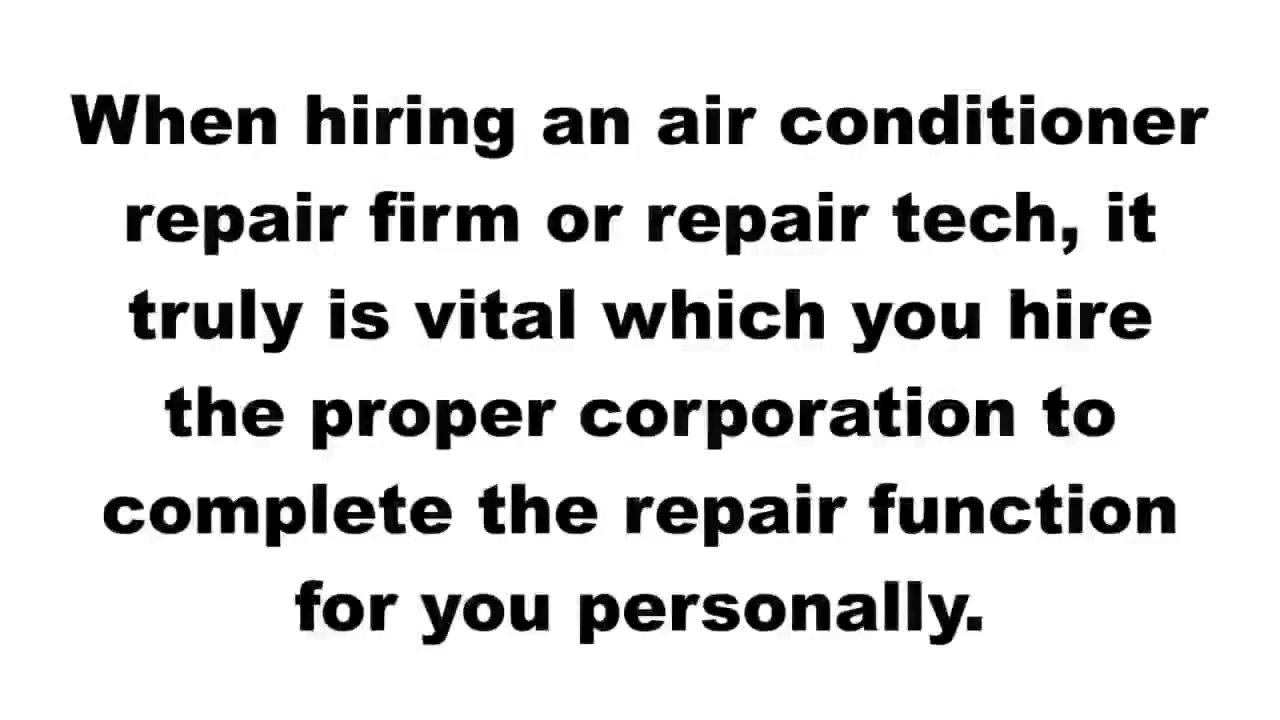 When hiring an air conditioner
repair firm or repair tech, it
truly is vital which you hire
the proper corporation to
complete the repair function
for you personally.